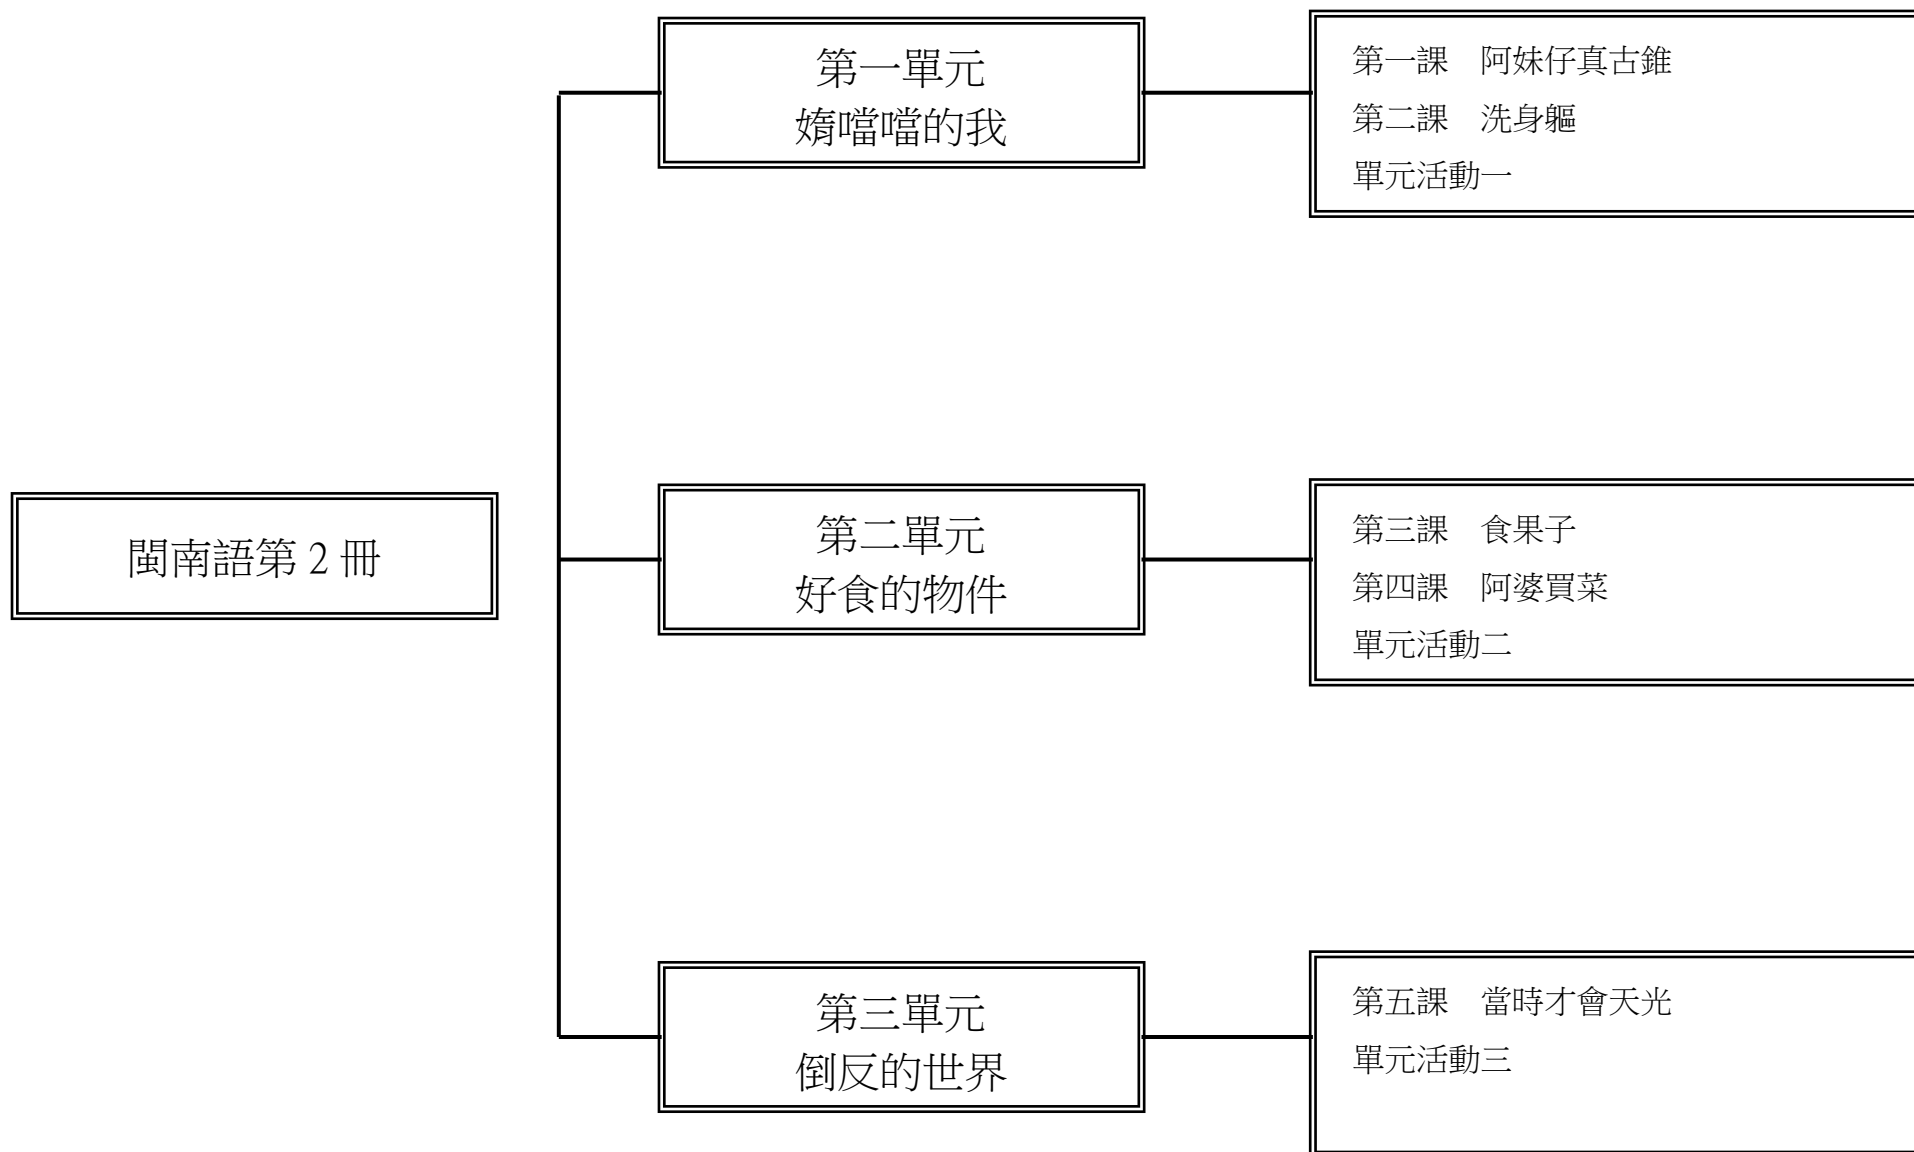 閩南語第 2 冊
第一單元
媠噹噹的我
第一課　阿妹仔真古錐
第二課　洗身軀
單元活動一
第二單元
好食的物件
第三課　食果子
第四課　阿婆買菜
單元活動二
第三單元
倒反的世界
第五課　當時才會天光
單元活動三